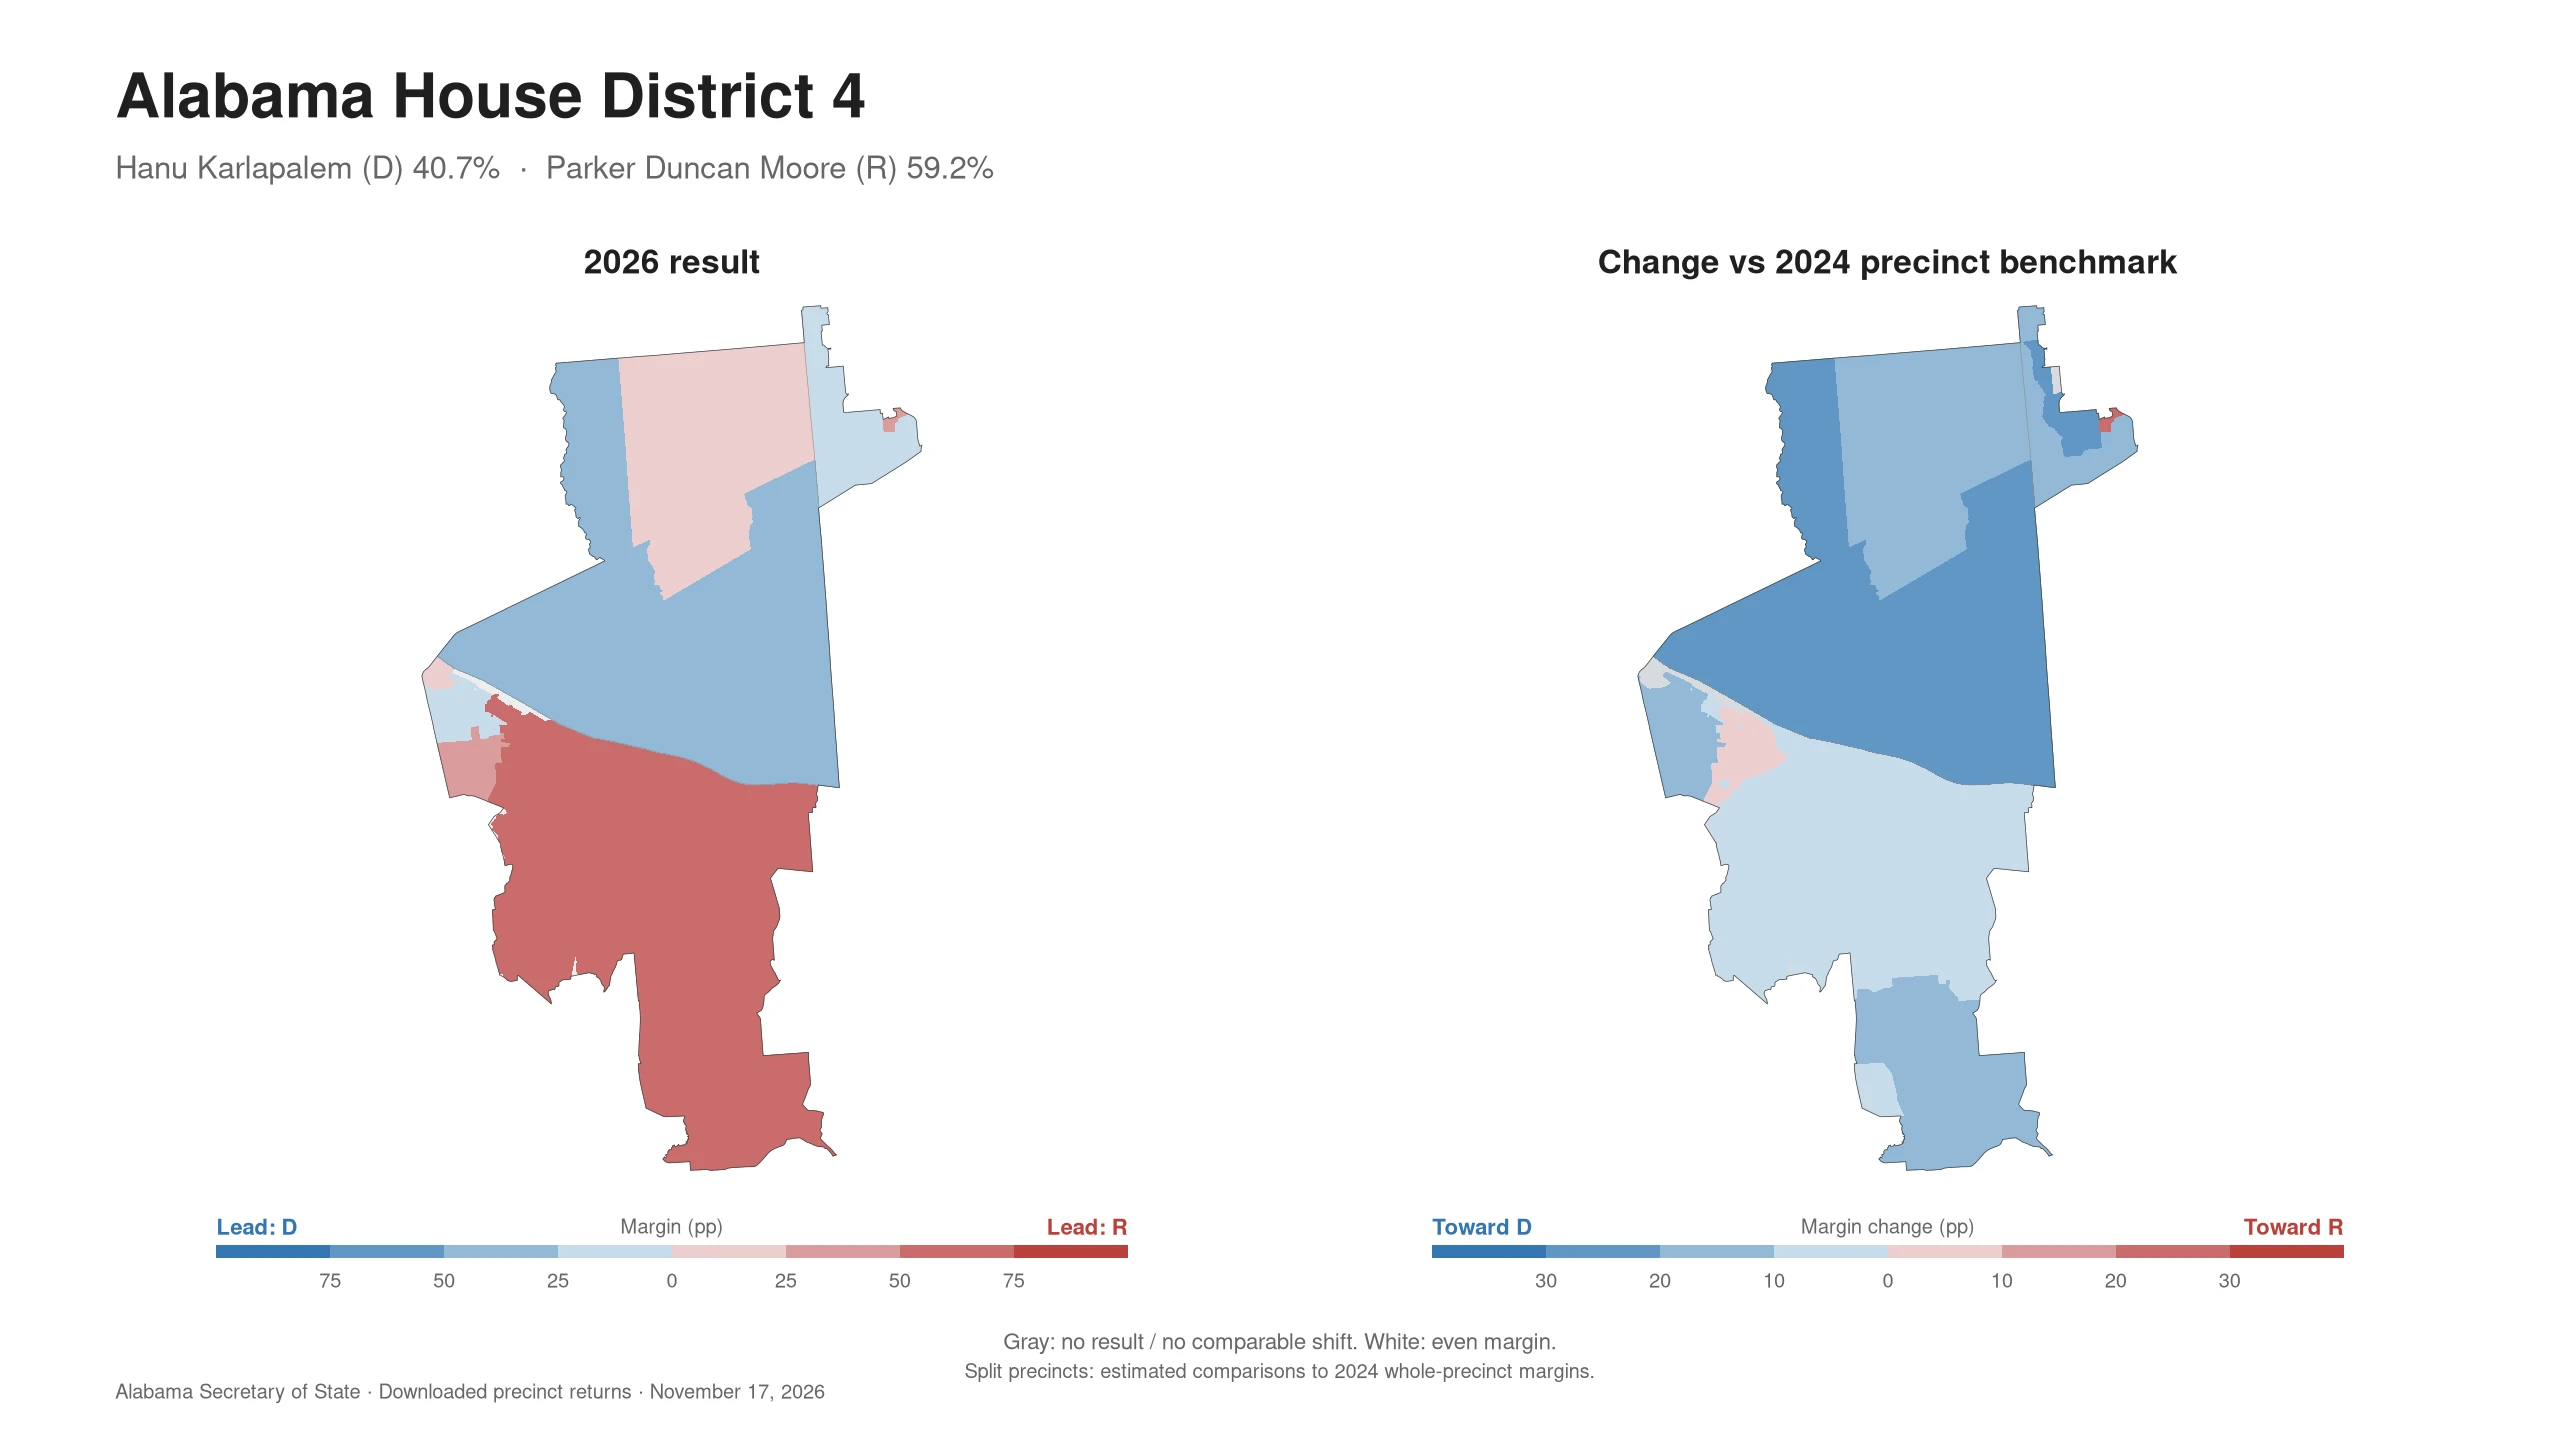 Alabama House District 4
Hanu Karlapalem (D) 40.7% · Parker Duncan Moore (R) 59.2%
2026 result
Change vs 2024 precinct benchmark
Lead: D Margin (pp) Lead: R
75 50 25 0 25 50 75
Toward D Margin change (pp) Toward R
30 20 10 0 10 20 30
Gray: no result / no comparable shift. White: even margin.
Split precincts: estimated comparisons to 2024 whole-precinct margins.
Alabama Secretary of State · Downloaded precinct returns · November 17, 2026